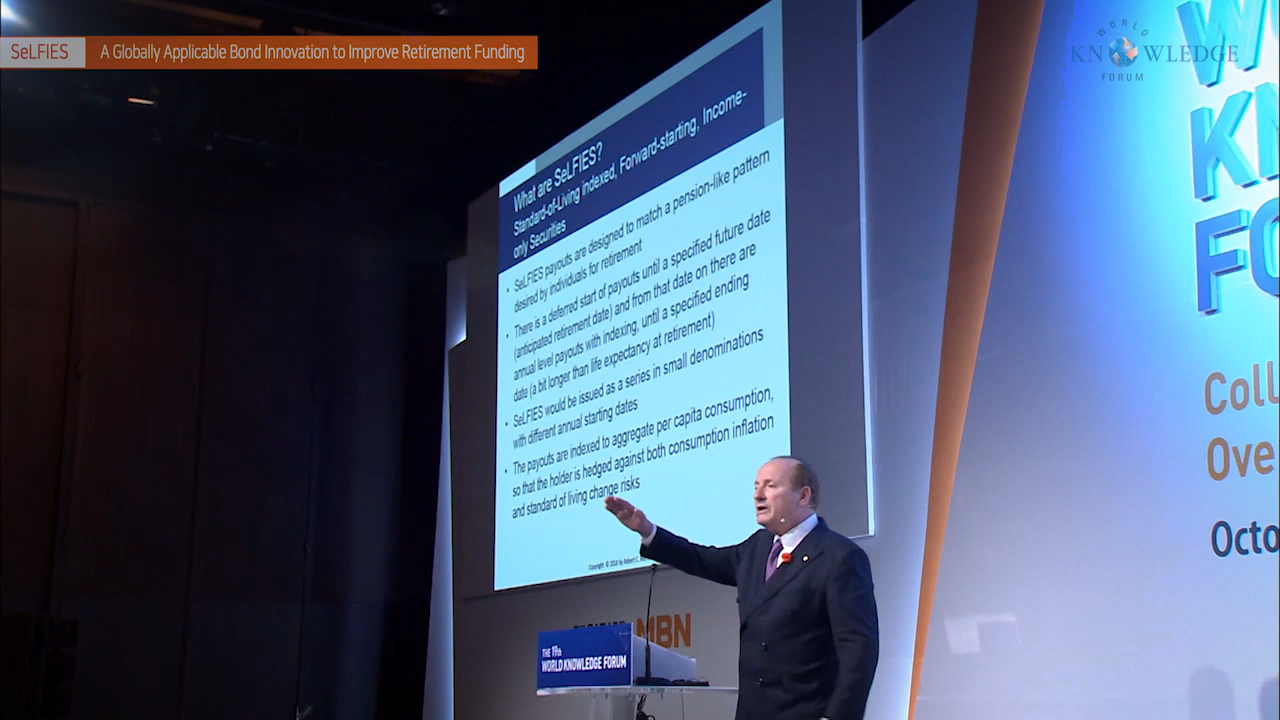 SeLFIES
A Globally Applicable Bond Innovation to Improve Retirement Funding
WORLD
KNOWLEDGE
FORUM
What are SeLFIES?
Standard-of-Living indexed, Forward-starting, Income-
only Securities
• SeLFIES payouts are designed to match a pension-like pattern
desired by individuals for retirement
• There is a deferred start of payouts until a specified future date
(anticipated retirement date) and from that date on there are
annual level payouts with indexing, until a specified ending
date (a bit longer than life expectancy at retirement)
• SeLFIES would be issued as a series in small denominations
with different annual starting dates
• The payouts are indexed to aggregate per capita consumption,
so that the holder is hedged against both consumption inflation
and standard of living change risks
Copyright © 2018 by Robert C.
MBN
THE 19th
WORLD KNOWLEDGE FORUM
W
KN
FO
Coll
Ove
Octo